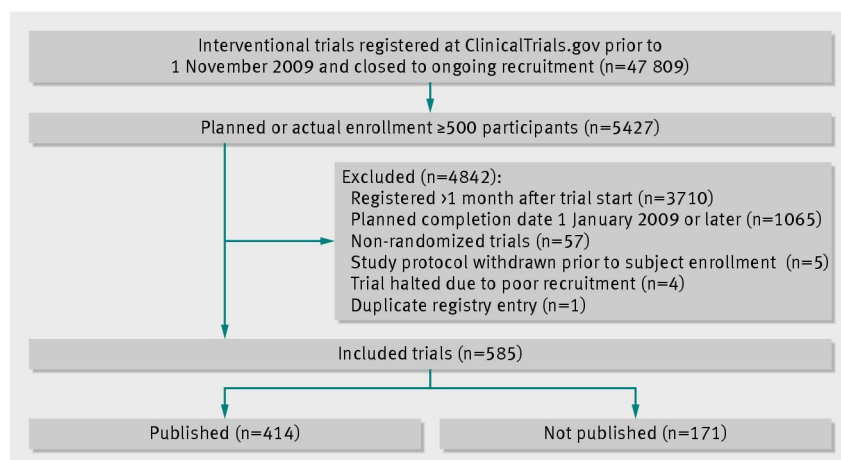 Interventional trials registered at ClinicalTrials.gov prior to
1 November 2009 and closed to ongoing recruitment (n=47 809)
Planned or actual enrollment ≥500 participants (n=5427)
Excluded (n=4842):
Registered >1 month after trial start (n=3710)
Planned completion date 1 January 2009 or later (n=1065)
Non-randomized trials (n=57)
Study protocol withdrawn prior to subject enrollment (n=5)
Trial halted due to poor recruitment (n=4)
Duplicate registry entry (n=1)
Included trials (n=585)
Published (n=414)
Not published (n=171)